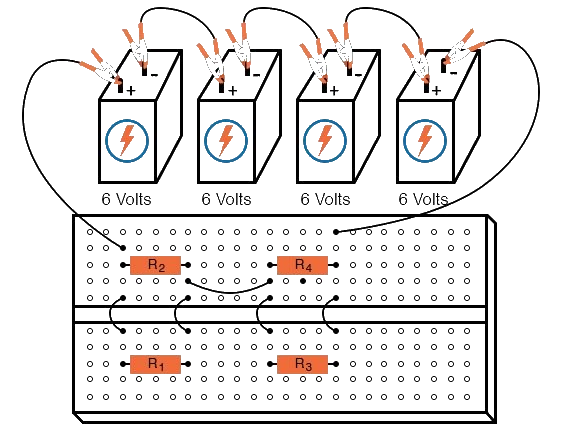 - - - -
+ + + +
6 Volts 6 Volts 6 Volts 6 Volts
R2 R4
R1 R3